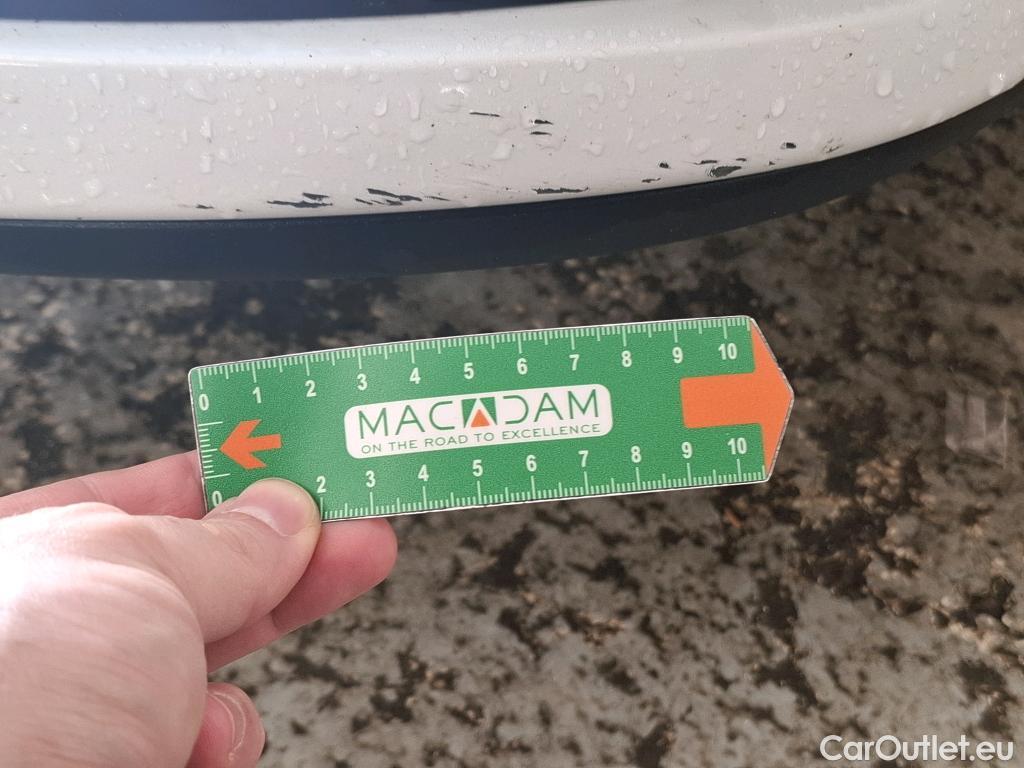 0 1 2 3 4 5 6 7 8 9 10
MACADAM
ON THE ROAD TO EXCELLENCE
0 2 3 4 5 6 7 8 9 10
CarOutlet.eu